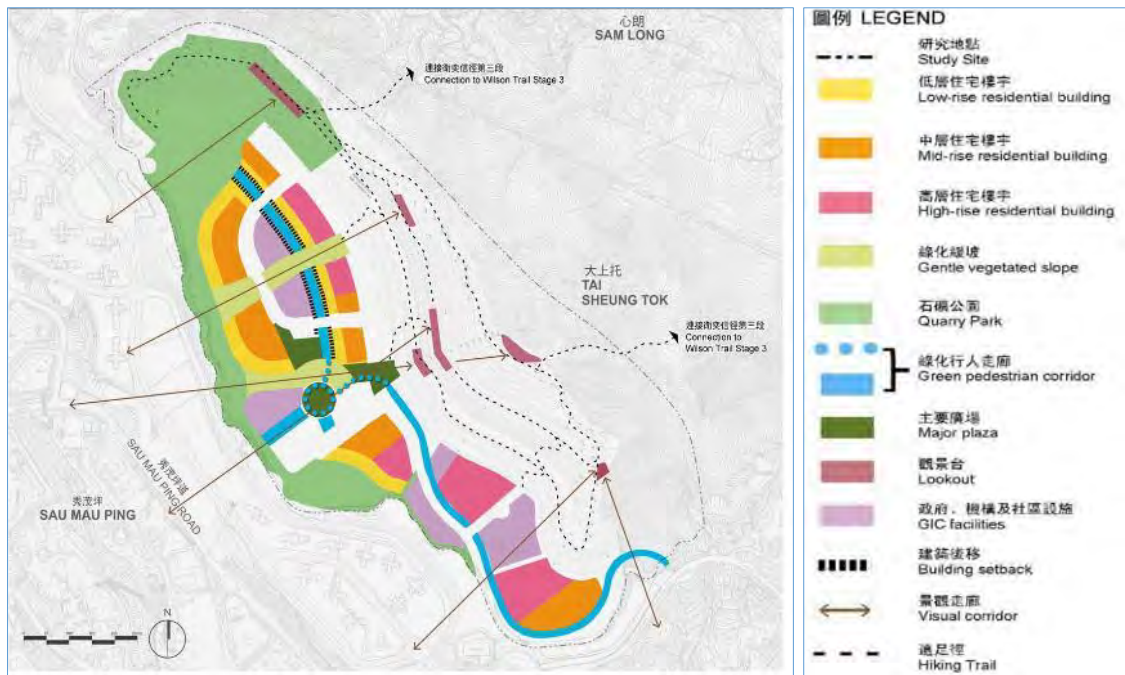 心朗
SAM LONG
連接衛奕信徑第三段
Connection to Wilson Trail Stage 3
大上托
TAI
SHEUNG TOK
連接衛奕信徑第三段
Connection to
Wilson Trail Stage 3
秀茂坪道
SAU MAU PING ROAD
秀茂坪
SAU MAU PING
N
圖例 LEGEND
研究地點
Study Site
低層住宅樓宇
Low-rise residential building
中層住宅樓宇
Mid-rise residential building
高層住宅樓宇
High-rise residential building
綠化緩坡
Gentle vegetated slope
石礦公園
Quarry Park
綠化行人走廊
Green pedestrian corridor
主要廣場
Major plaza
觀景台
Lookout
政府、機構及社區設施
GIC facilities
建築後移
Building setback
景觀走廊
Visual corridor
遠足徑
Hiking Trail